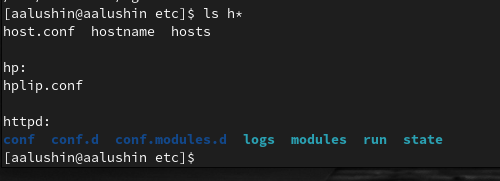 [aalushin@aalushin etc]$ ls h*
host.conf  hostname  hosts

hp:
hplip.conf

httpd:
conf  conf.d  conf.modules.d  logs  modules  run  state
[aalushin@aalushin etc]$